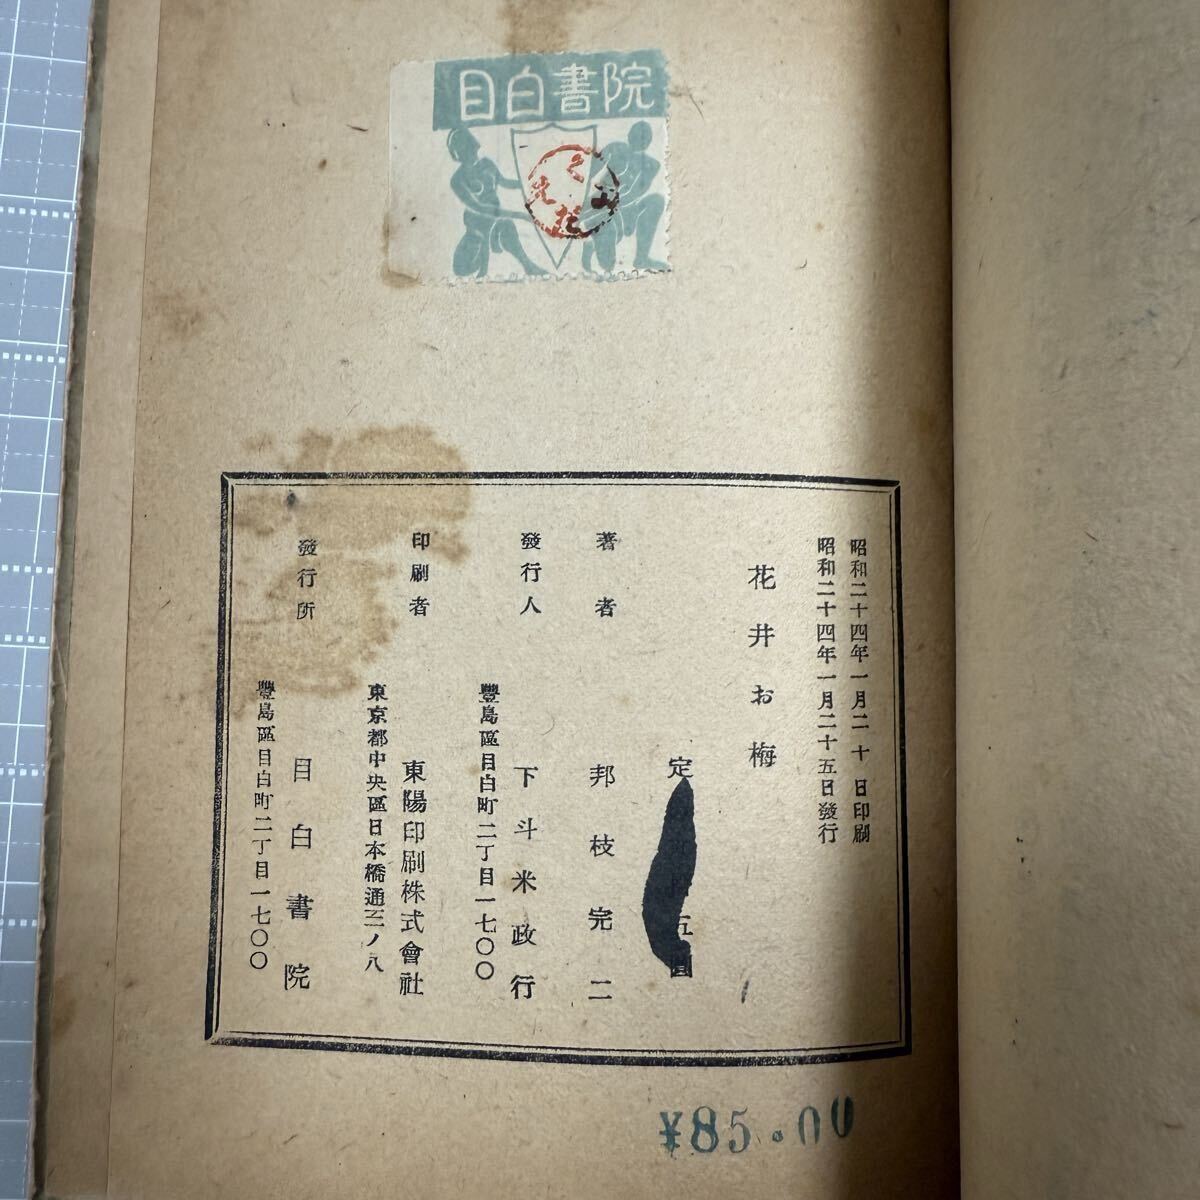 目白書院
昭和二十四年一月二十日印刷
昭和二十四年一月二十五日發行
花井お梅
定
五圓
著者 邦枝完二
發行人 豐島區目白町二丁目一七〇〇
下斗米政行
印刷者 東京都中央區日本橋通三ノ八
東陽印刷株式會社
發行所 豐島區目白町二丁目一七〇〇
目白書院
¥85.00